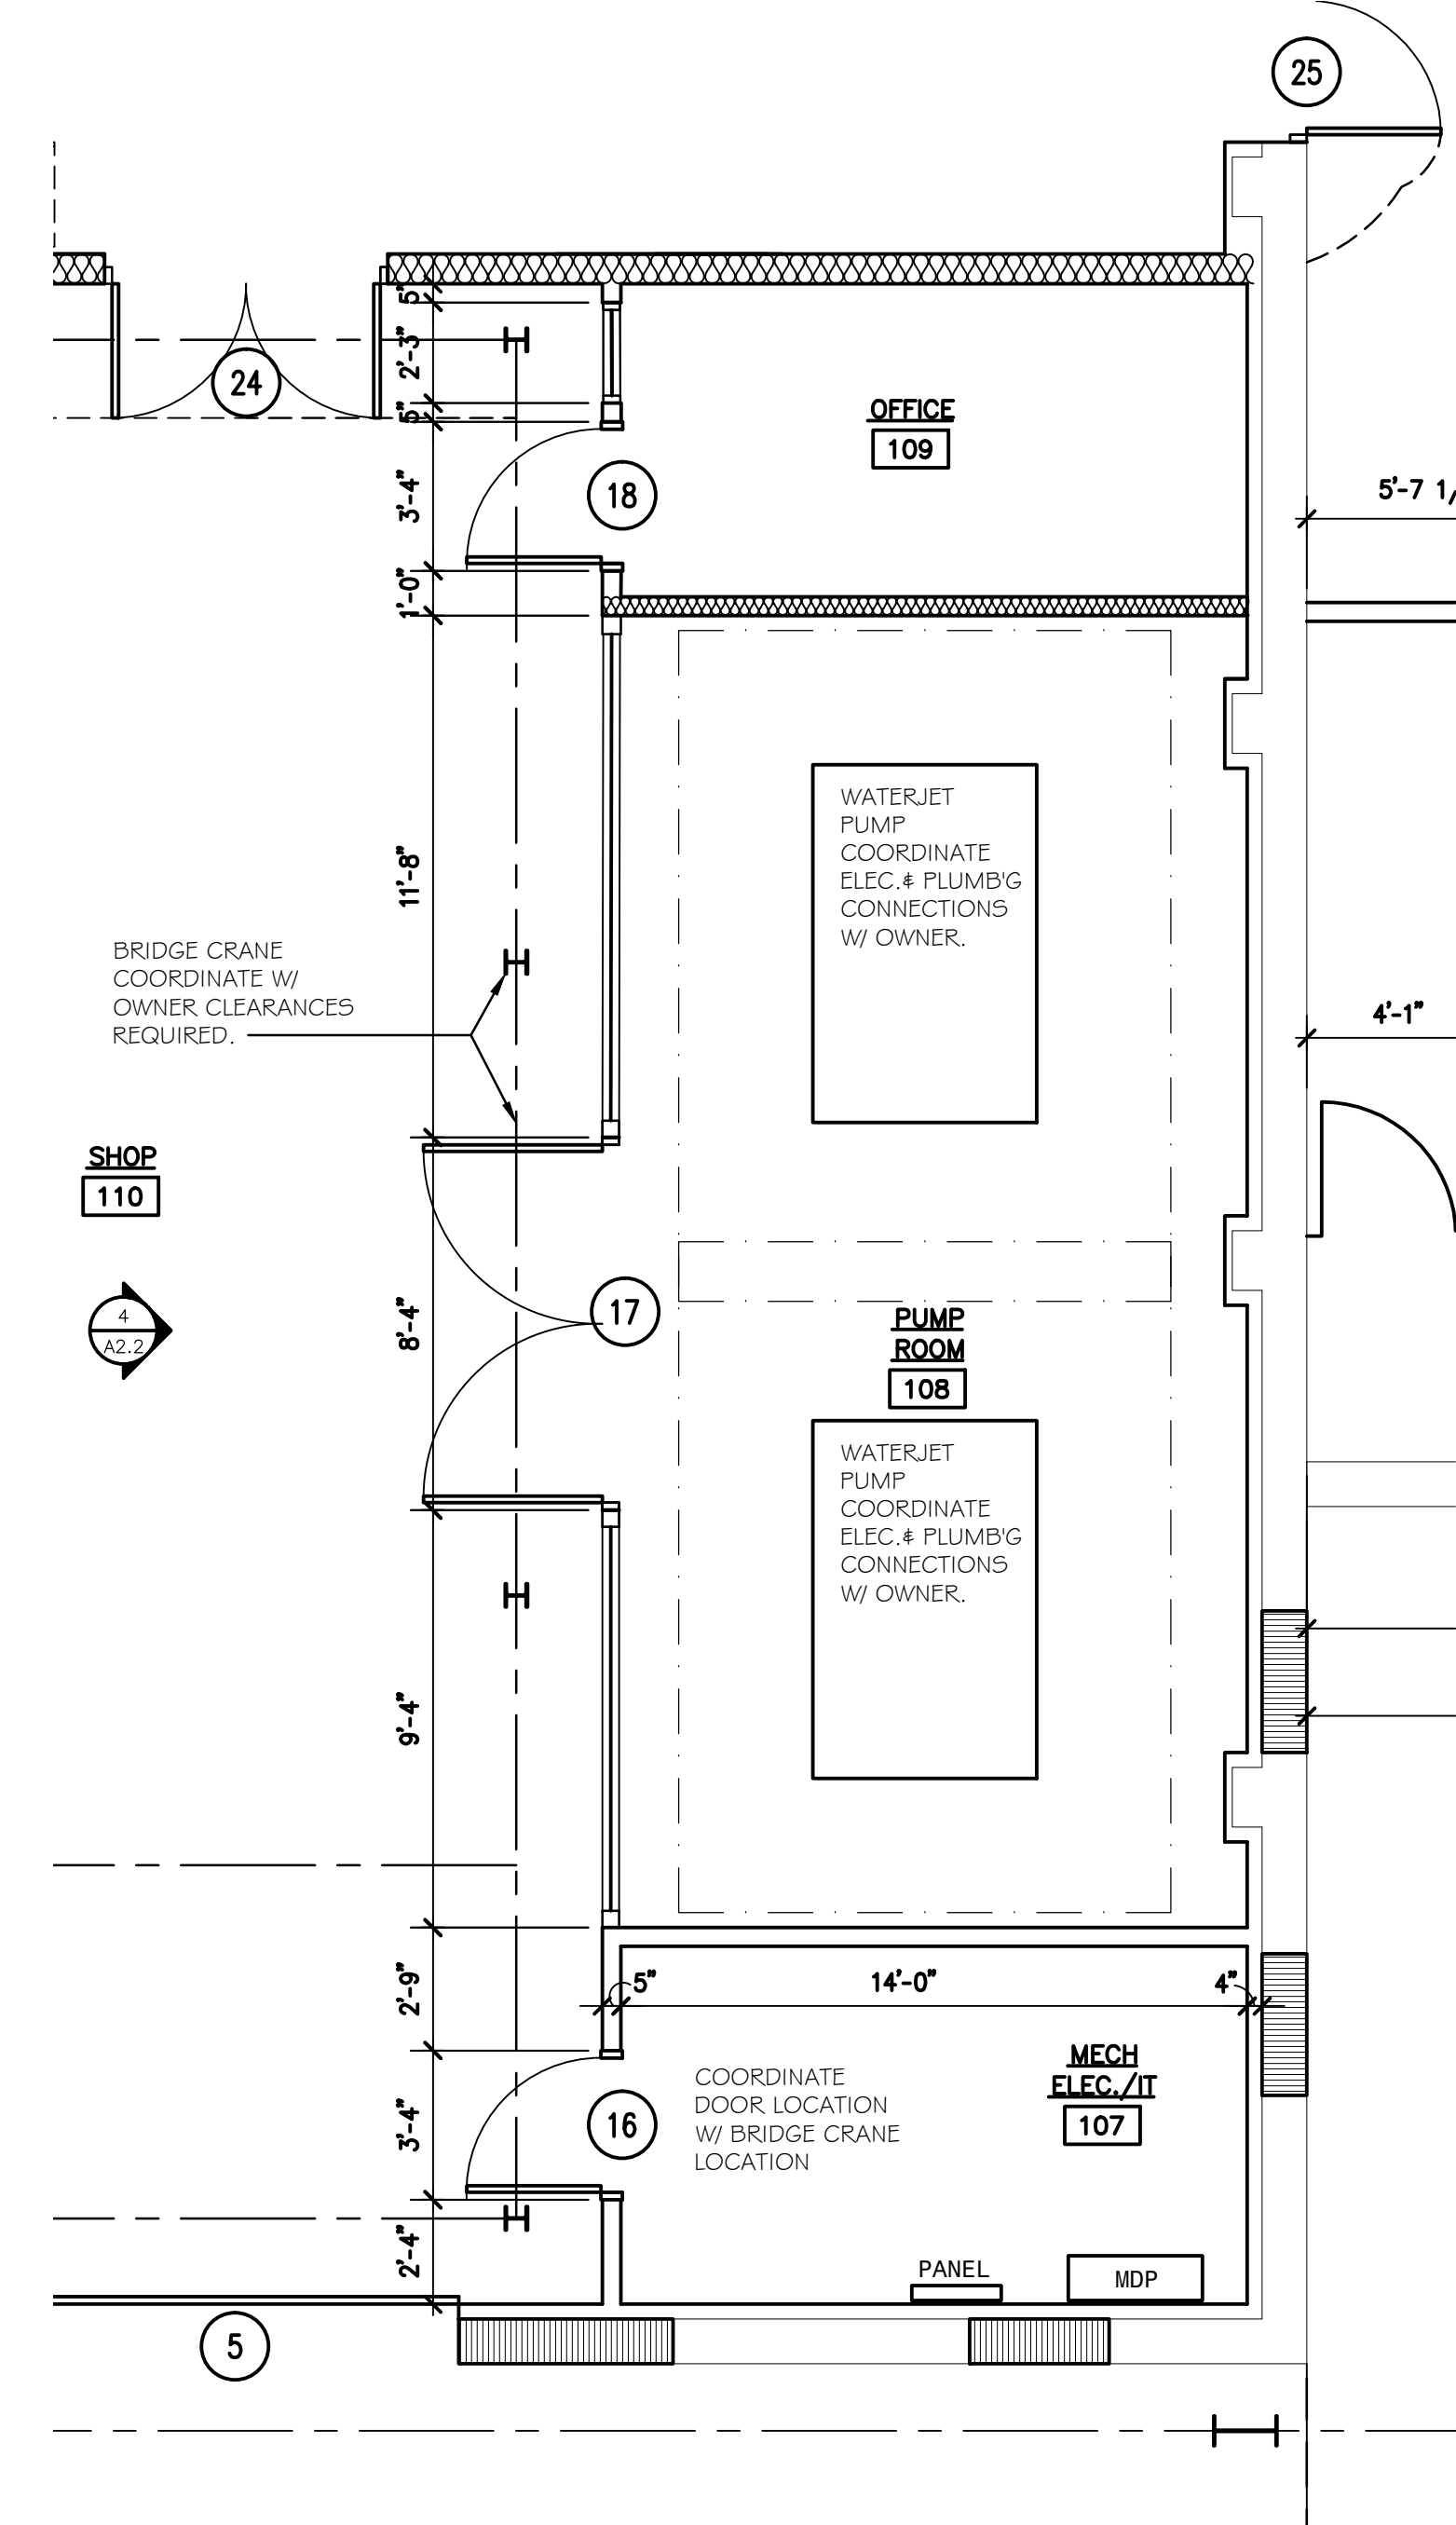 25
5"
2'-3"
24
5"
OFFICE
109
3'-4"
18
5'-7 1/
1'-0"
11'-8"
WATERJET
PUMP
COORDINATE
ELEC.& PLUMB'G
CONNECTIONS
W/ OWNER.
BRIDGE CRANE
COORDINATE W/
OWNER CLEARANCES
REQUIRED.
4'-1"
SHOP
110
4
A2.2
8'-4"
17
PUMP
ROOM
108
WATERJET
PUMP
COORDINATE
ELEC.& PLUMB'G
CONNECTIONS
W/ OWNER.
9'-4"
2'-9"
5"
14'-0"
4"
MECH
ELEC./IT
107
COORDINATE
DOOR LOCATION
W/ BRIDGE CRANE
LOCATION
3'-4"
16
2'-4"
PANEL
MDP
5